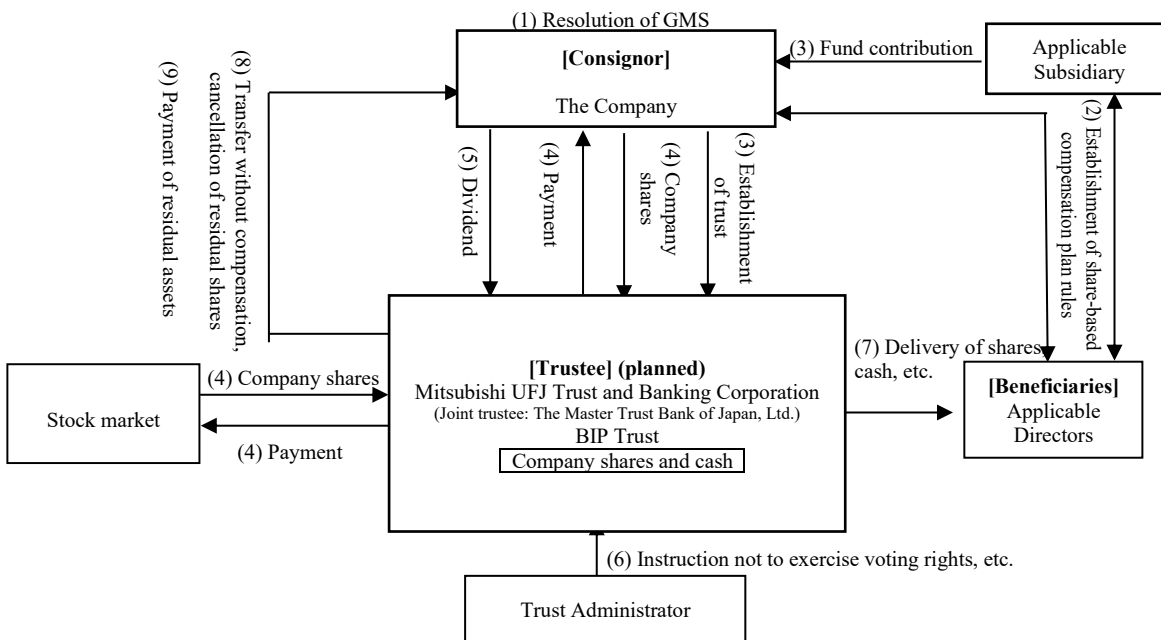 (1) Resolution of GMS
[Consignor]
The Company
(3) Fund contribution
Applicable
Subsidiary
(9) Payment of residual assets
(8) Transfer without compensation,
cancellation of residual shares
(5) Dividend
(4) Payment
(4) Company
shares
(3) Establishment
of trust
(2) Establishment of share-based
compensation plan rules
Stock market
(4) Company shares
(4) Payment
[Trustee] (planned)
Mitsubishi UFJ Trust and Banking Corporation
(Joint trustee: The Master Trust Bank of Japan, Ltd.)
BIP Trust
Company shares and cash
(7) Delivery of shares
cash, etc.
[Beneficiaries]
Applicable
Directors
(6) Instruction not to exercise voting rights, etc.
Trust Administrator